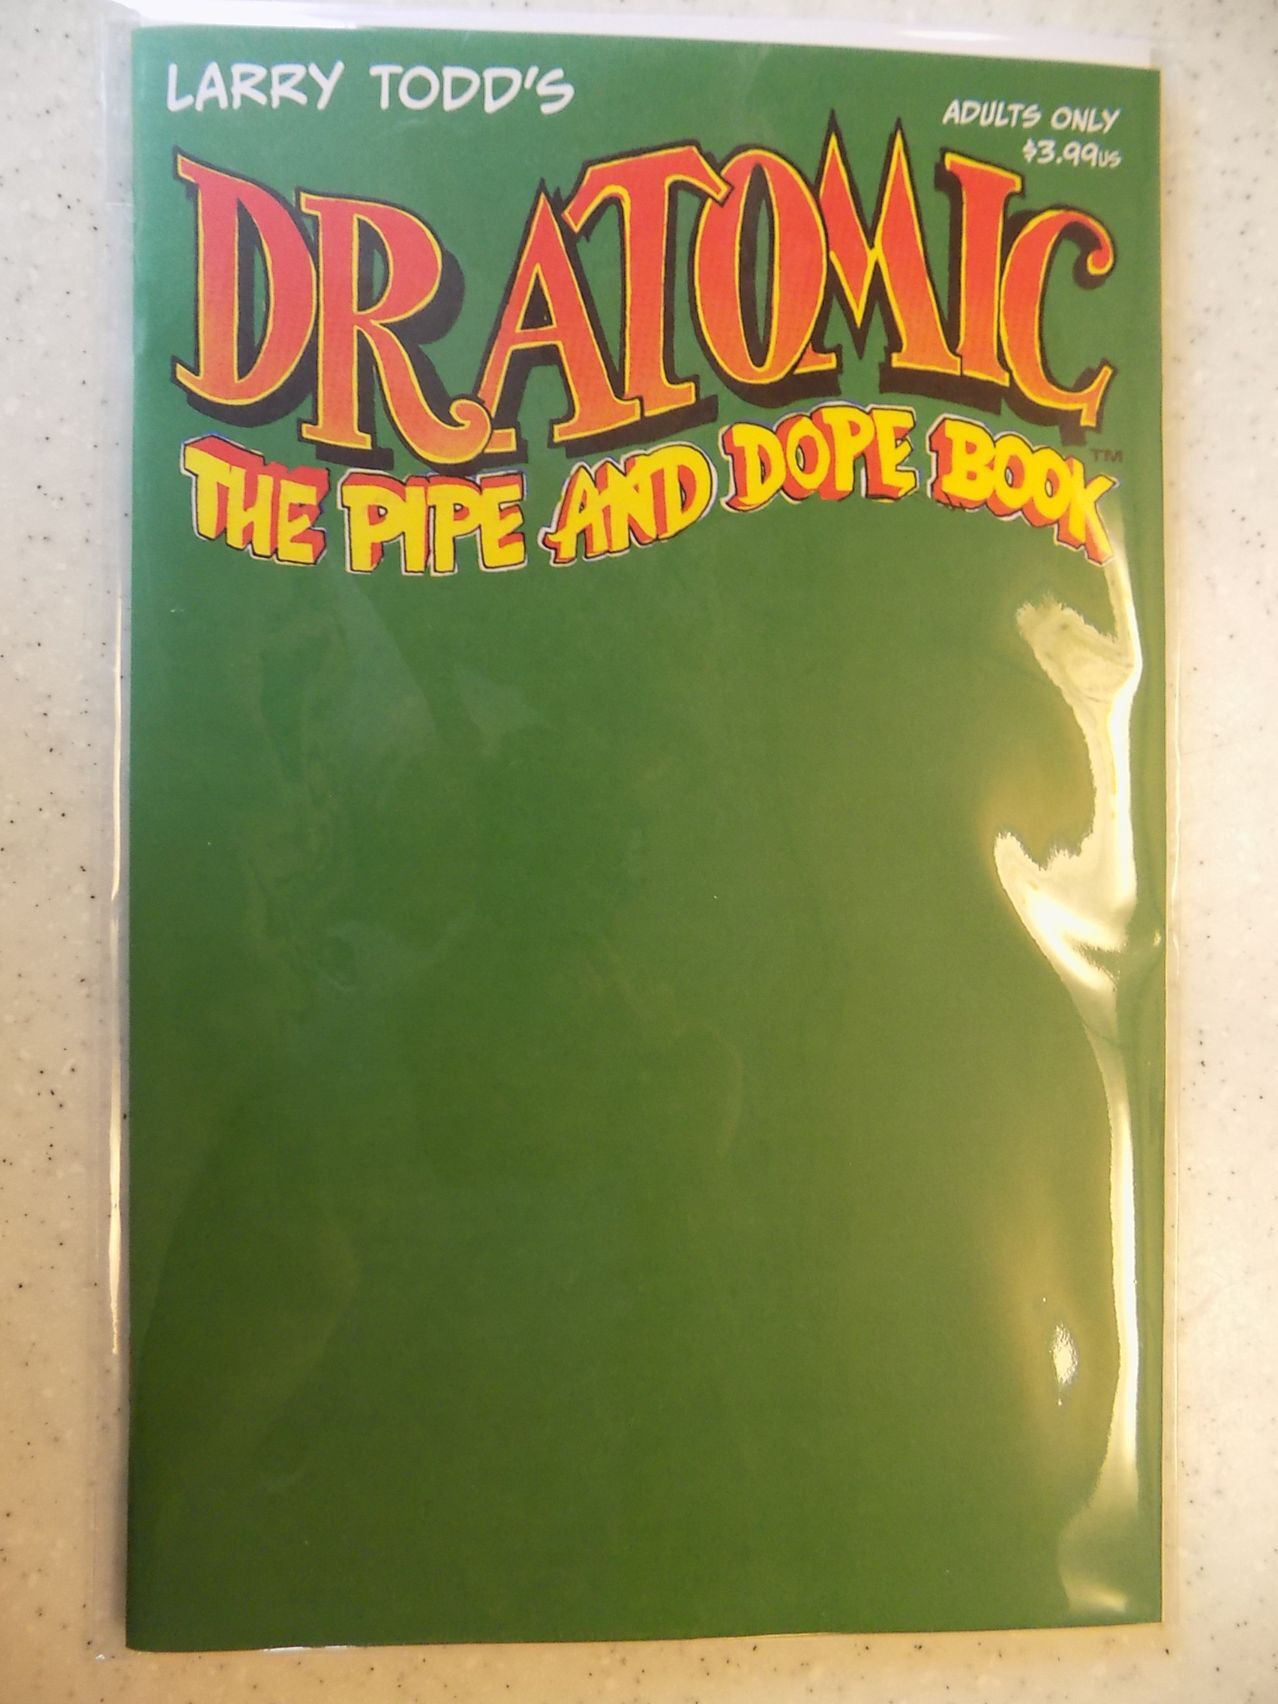 LARRY TODD'S
ADULTS ONLY
$3.99US
DR ATOMIC
THE PIPE AND DOPE BOOK™